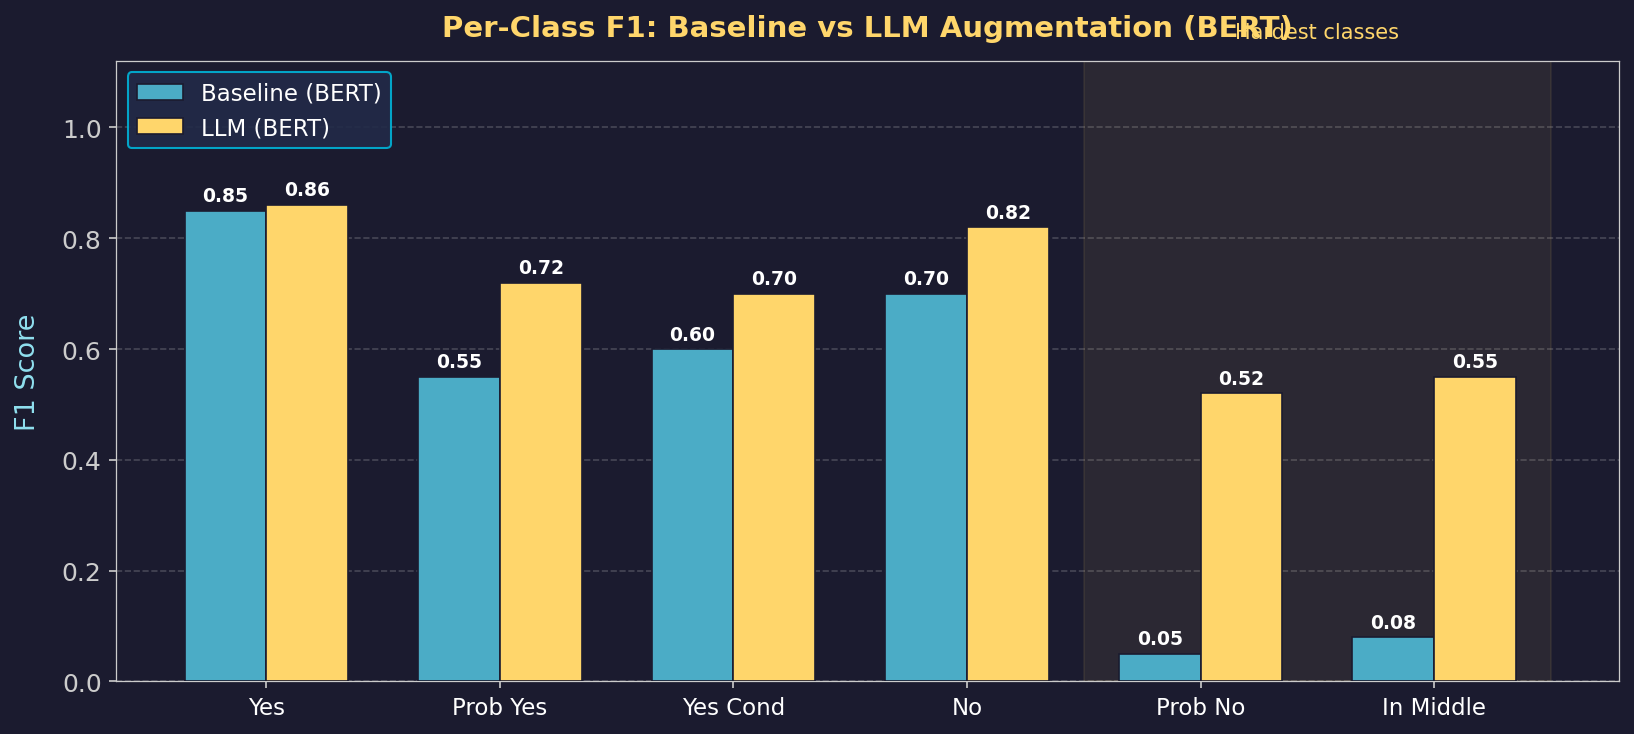 Per-Class F1: Baseline vs LLM Augmentation (BERT)
Hardest classes
Baseline (BERT)
LLM (BERT)
F1 Score
1.0
0.8
0.6
0.4
0.2
0.0
0.85
0.86
0.55
0.72
0.60
0.70
0.70
0.82
0.05
0.52
0.08
0.55
Yes
Prob Yes
Yes Cond
No
Prob No
In Middle